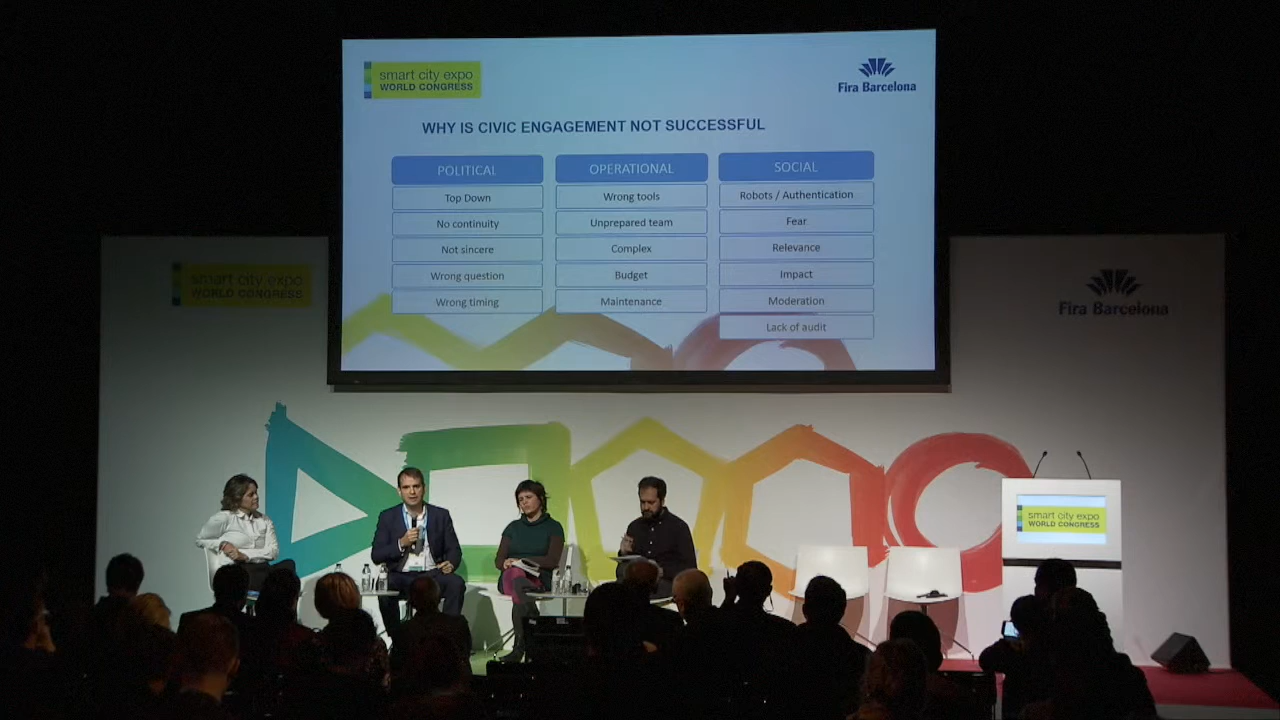 smart city expo
WORLD CONGRESS
Fira Barcelona
WHY IS CIVIC ENGAGEMENT NOT SUCCESSFUL
POLITICAL
Top Down
No continuity
Not sincere
Wrong question
Wrong timing
OPERATIONAL
Wrong tools
Unprepared team
Complex
Budget
Maintenance
SOCIAL
Robots / Authentication
Fear
Relevance
Impact
Moderation
Lack of audit
smart city expo
WORLD CONGRESS
Fira Barcelona
smart city expo
WORLD CONGRESS